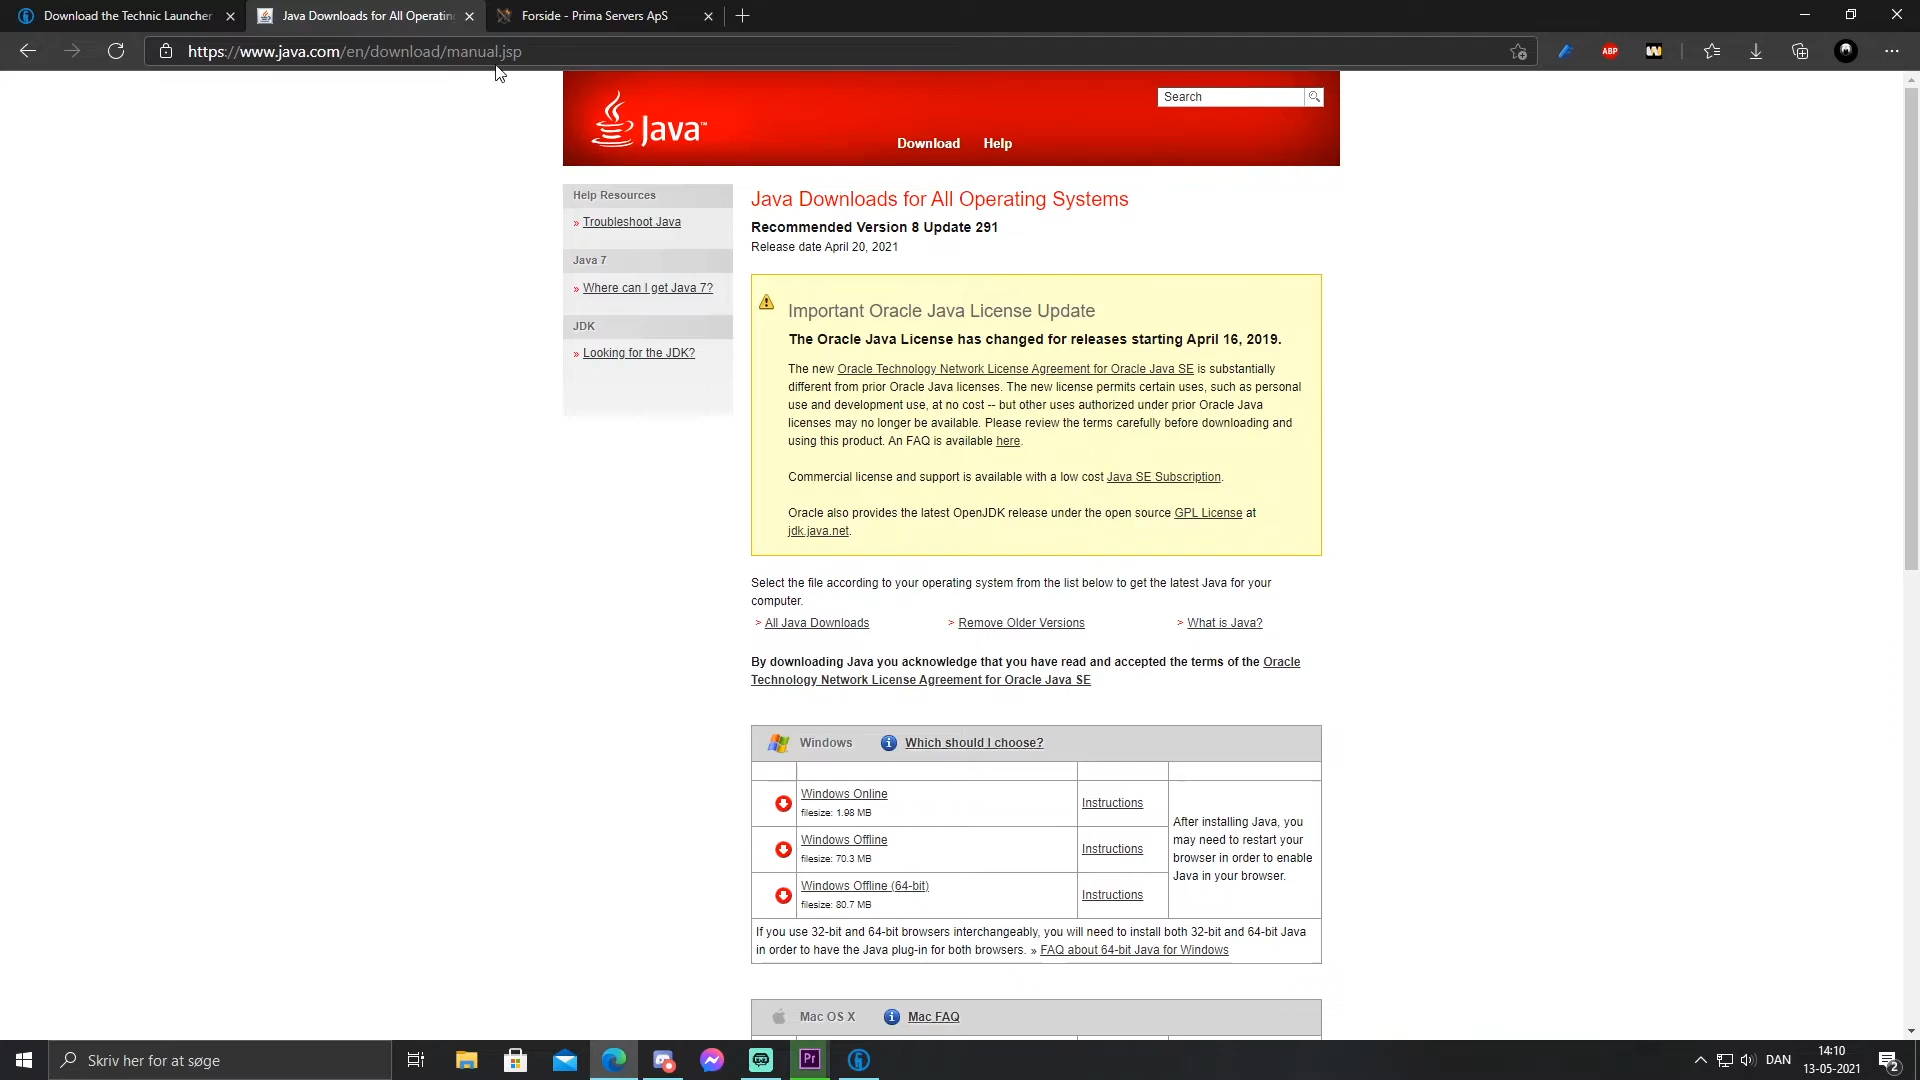 Download the Technic Launcher
Java Downloads for All Operatin
Forside - Prima Servers ApS
https://www.java.com/en/download/manual.jsp
ABP
Java™
Search
Download Help
Help Resources
» Troubleshoot Java
Java 7
» Where can I get Java 7?
JDK
» Looking for the JDK?
Java Downloads for All Operating Systems
Recommended Version 8 Update 291
Release date April 20, 2021
Important Oracle Java License Update
The Oracle Java License has changed for releases starting April 16, 2019.
The new Oracle Technology Network License Agreement for Oracle Java SE is substantially
different from prior Oracle Java licenses. The new license permits certain uses, such as personal
use and development use, at no cost -- but other uses authorized under prior Oracle Java
licenses may no longer be available. Please review the terms carefully before downloading and
using this product. An FAQ is available here.
Commercial license and support is available with a low cost Java SE Subscription.
Oracle also provides the latest OpenJDK release under the open source GPL License at
jdk.java.net.
Select the file according to your operating system from the list below to get the latest Java for your
computer.
> All Java Downloads > Remove Older Versions > What is Java?
By downloading Java you acknowledge that you have read and accepted the terms of the Oracle
Technology Network License Agreement for Oracle Java SE
Windows Which should I choose?
Windows Online
filesize: 1.98 MB
Instructions
Windows Offline
filesize: 70.3 MB
Instructions
Windows Offline (64-bit)
filesize: 80.7 MB
Instructions
After installing Java, you
may need to restart your
browser in order to enable
Java in your browser.
If you use 32-bit and 64-bit browsers interchangeably, you will need to install both 32-bit and 64-bit Java
in order to have the Java plug-in for both browsers. » FAQ about 64-bit Java for Windows
Mac OS X Mac FAQ
Skriv her for at søge
Pr
DAN
14:10
13-05-2021
2